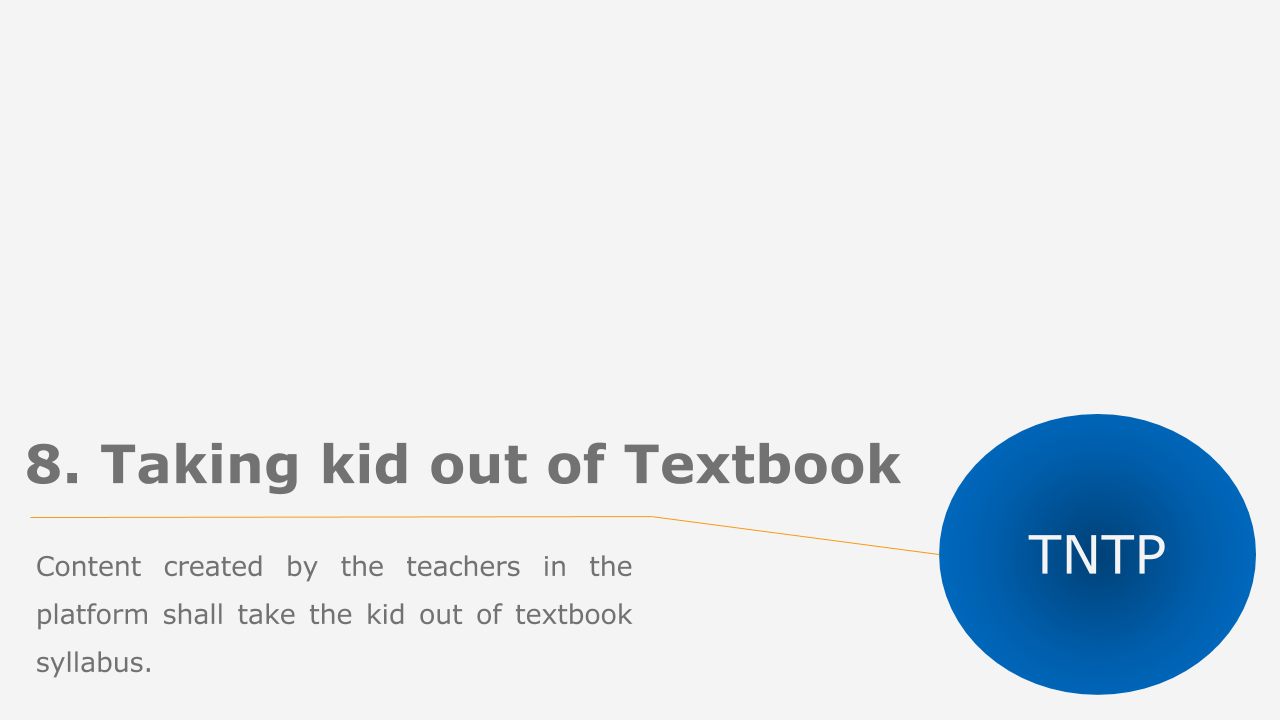 8. Taking kid out of Textbook
Content created by the teachers in the
platform shall take the kid out of textbook
syllabus.
TNTP